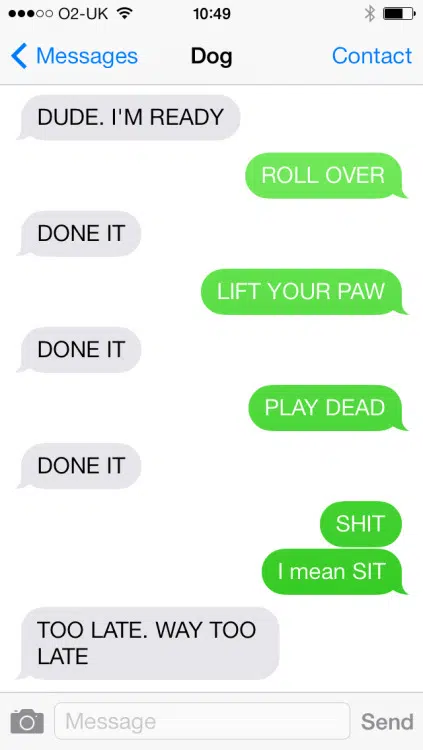 O2-UK 10:49
Messages Dog Contact
DUDE. I'M READY
ROLL OVER
DONE IT
LIFT YOUR PAW
DONE IT
PLAY DEAD
DONE IT
SHIT
I mean SIT
TOO LATE. WAY TOO
LATE
Message Send